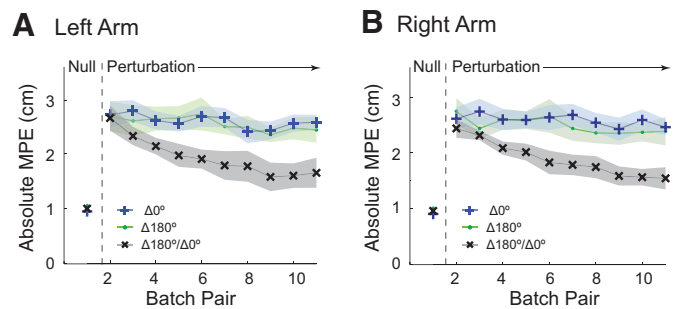 A Left Arm
Null Perturbation
Absolute MPE (cm)
3
2
1
0
Δ0º
Δ180º
Δ180º/Δ0º
2 4 6 8 10
Batch Pair
B Right Arm
Null Perturbation
Absolute MPE (cm)
3
2
1
0
Δ0º
Δ180º
Δ180º/Δ0º
2 4 6 8 10
Batch Pair